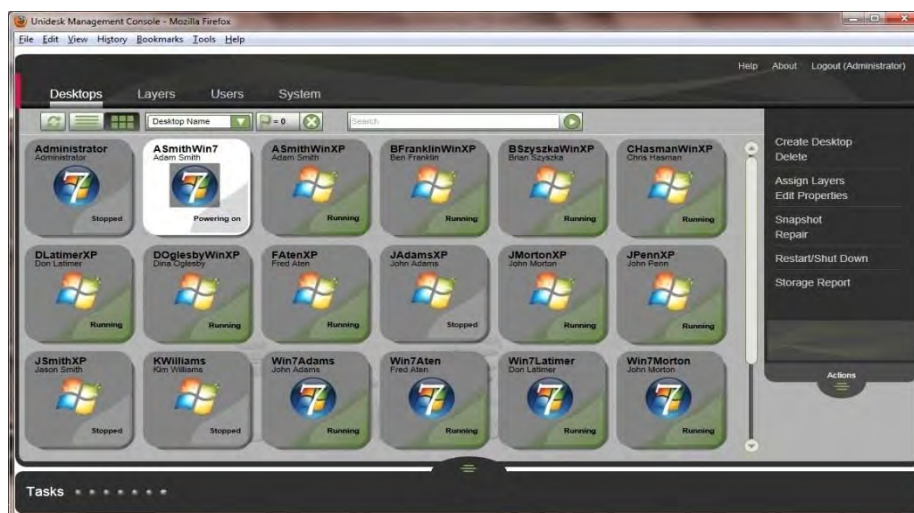 Unidesk Management Console - Mozilla Firefox
File Edit View History Bookmarks Tools Help
Help About Logout (Administrator)
Desktops Layers Users System
Desktop Name = 0 Search
Administrator
Administrator
Stopped
ASmithWin7
Adam Smith
Powering on
ASmithWinXP
Adam Smith
Running
BFranklinWinXP
Ben Franklin
Running
BSzyszkaWinXP
Brian Szyszka
Running
CHasmanWinXP
Chris Hasman
Running
DLatimerXP
Don Latimer
Running
DOglesbyWinXP
Dina Oglesby
Running
FAtenXP
Fred Aten
Running
JAdamsXP
John Adams
Stopped
JMortonXP
John Morton
Running
JPennXP
John Penn
Running
JSmithXP
Jason Smith
Stopped
KWilliams
Kim Williams
Stopped
Win7Adams
John Adams
Running
Win7Aten
Fred Aten
Running
Win7Latimer
Don Latimer
Running
Win7Morton
John Morton
Running
Create Desktop
Delete
Assign Layers
Edit Properties
Snapshot
Repair
Restart/Shut Down
Storage Report
Actions
Tasks